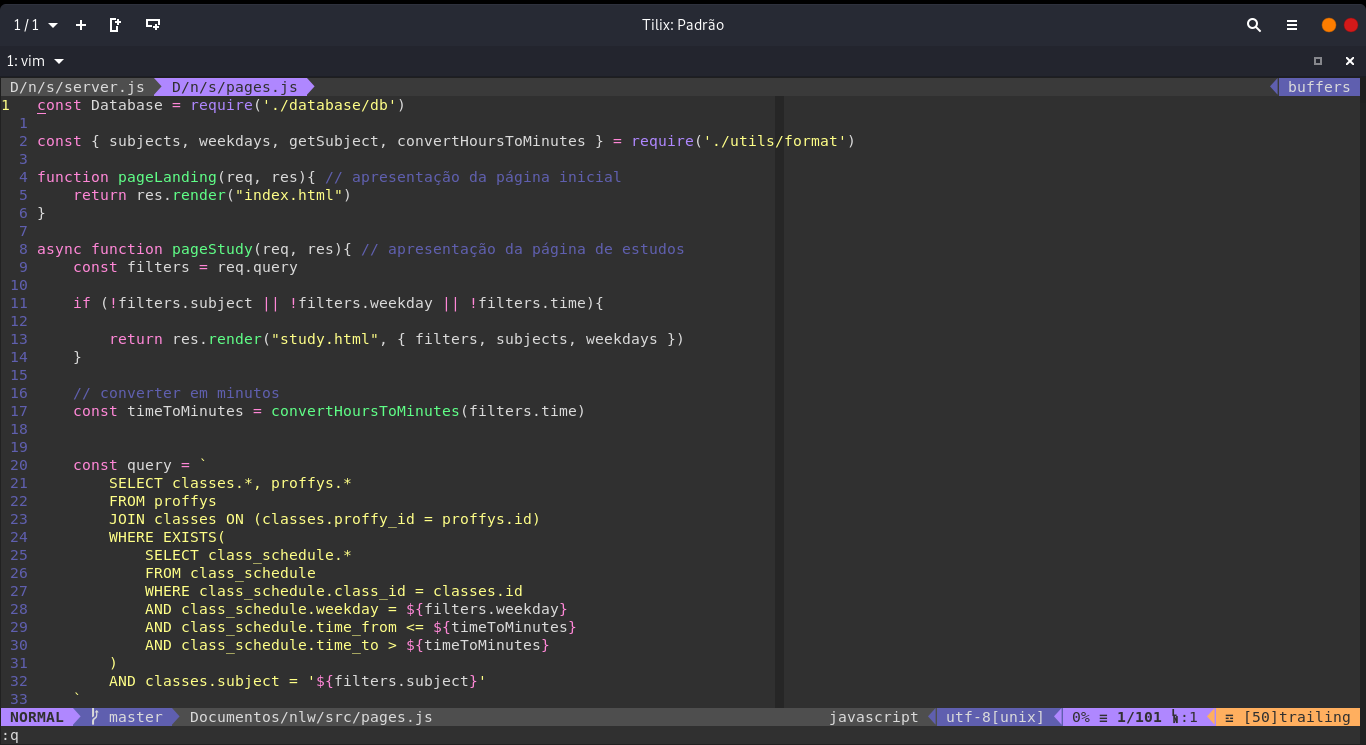 1 / 1
Tilix: Padrão
1: vim
D/n/s/server.js D/n/s/pages.js buffers
1 const Database = require('./database/db')
1
2 const { subjects, weekdays, getSubject, convertHoursToMinutes } = require('./utils/format')
3
4 function pageLanding(req, res){ // apresentação da página inicial
5 return res.render("index.html")
6 }
7
8 async function pageStudy(req, res){ // apresentação da página de estudos
9 const filters = req.query
10
11 if (!filters.subject || !filters.weekday || !filters.time){
12
13 return res.render("study.html", { filters, subjects, weekdays })
14 }
15
16 // converter em minutos
17 const timeToMinutes = convertHoursToMinutes(filters.time)
18
19
20 const query = `
21 SELECT classes.*, proffys.*
22 FROM proffys
23 JOIN classes ON (classes.proffy_id = proffys.id)
24 WHERE EXISTS(
25 SELECT class_schedule.*
26 FROM class_schedule
27 WHERE class_schedule.class_id = classes.id
28 AND class_schedule.weekday = ${filters.weekday}
29 AND class_schedule.time_from <= ${timeToMinutes}
30 AND class_schedule.time_to > ${timeToMinutes}
31 )
32 AND classes.subject = '${filters.subject}'
33 `
NORMAL master Documentos/nlw/src/pages.js javascript utf-8[unix] 0% ≡ 1/101 :1 [50]trailing
:q